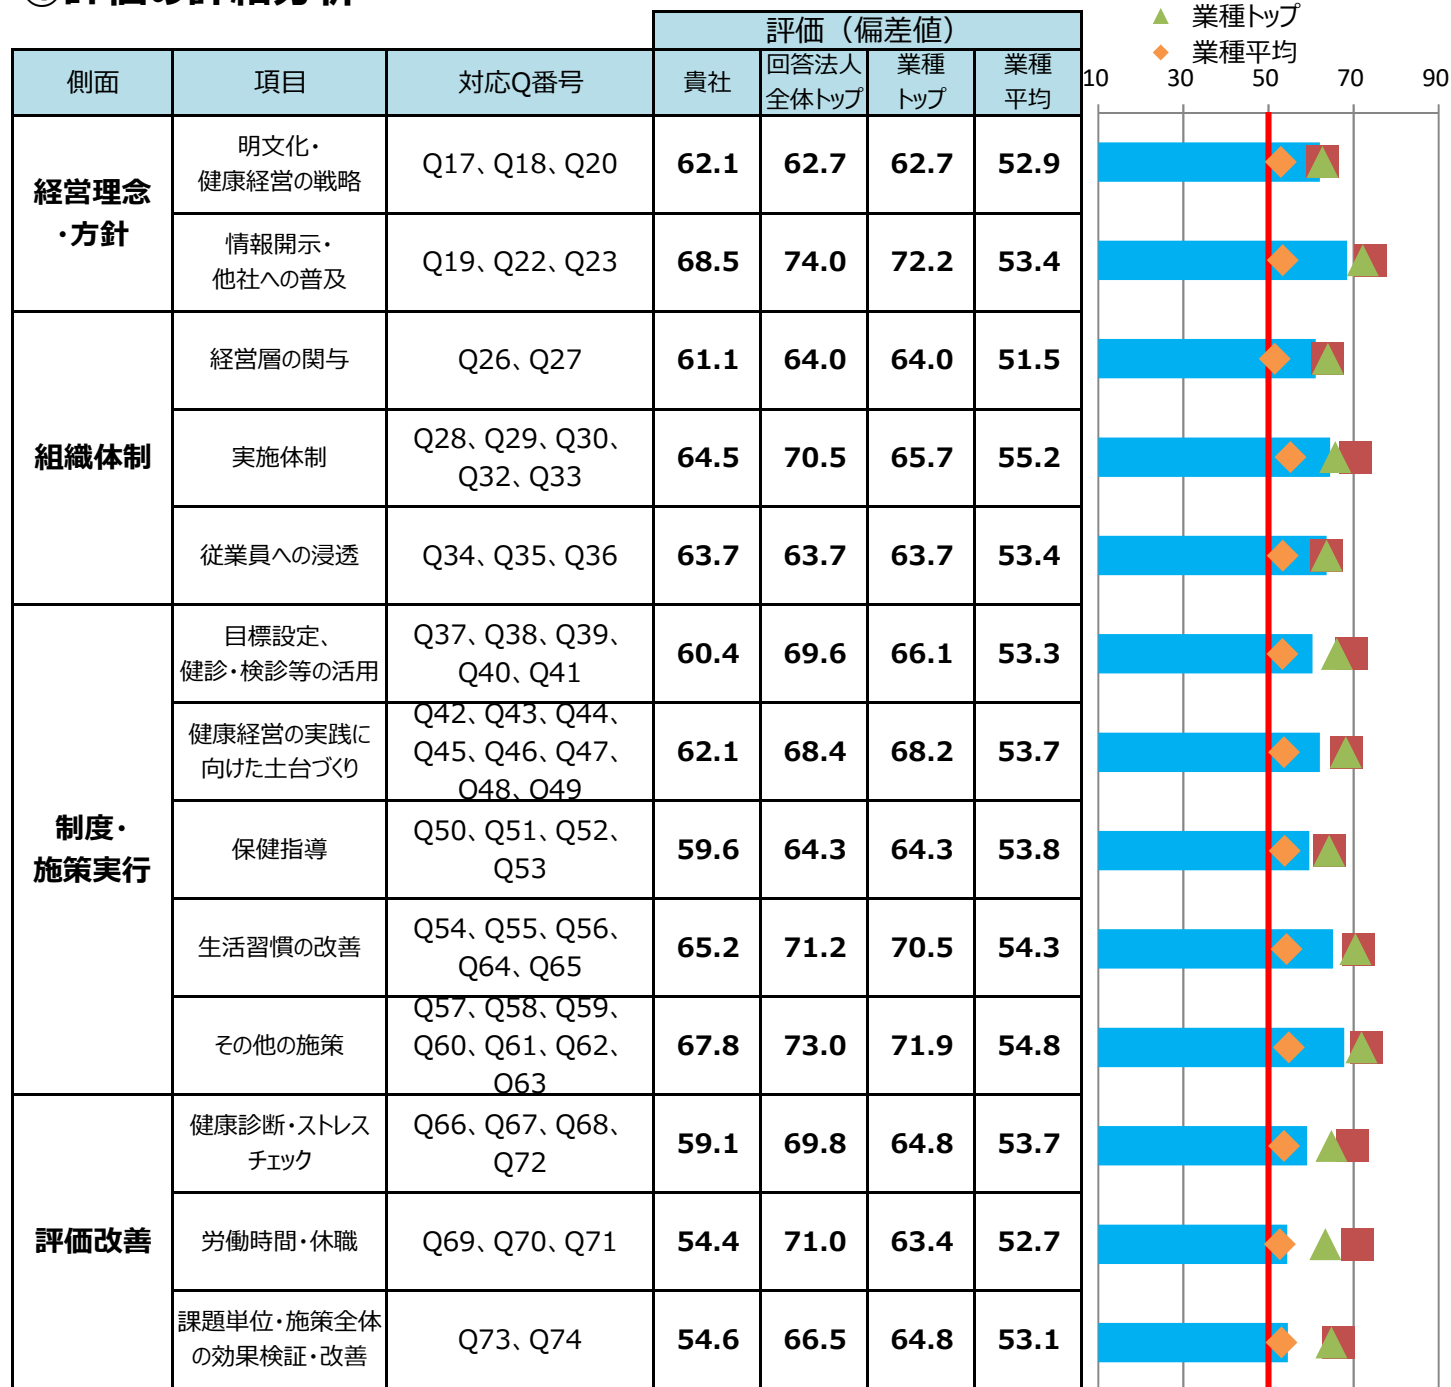 ①評価の詳細分析
▲ 業種トップ
◆ 業種平均
評価（偏差値）
側面 項目 対応Q番号 貴社 回答法人 業種 業種
全体トップ トップ 平均
10 30 50 70 90
経営理念
・方針
明文化・
健康経営の戦略
Q17、Q18、Q20 62.1 62.7 62.7 52.9
情報開示・
他社への普及
Q19、Q22、Q23 68.5 74.0 72.2 53.4
組織体制
経営層の関与 Q26、Q27 61.1 64.0 64.0 51.5
実施体制
Q28、Q29、Q30、
Q32、Q33
64.5 70.5 65.7 55.2
従業員への浸透 Q34、Q35、Q36 63.7 63.7 63.7 53.4
制度・
施策実行
目標設定、
健診・検診等の活用
Q37、Q38、Q39、
Q40、Q41
60.4 69.6 66.1 53.3
健康経営の実践に
向けた土台づくり
Q42、Q43、Q44、
Q45、Q46、Q47、
Q48、Q49
62.1 68.4 68.2 53.7
保健指導
Q50、Q51、Q52、
Q53
59.6 64.3 64.3 53.8
生活習慣の改善
Q54、Q55、Q56、
Q64、Q65
65.2 71.2 70.5 54.3
その他の施策
Q57、Q58、Q59、
Q60、Q61、Q62、
Q63
67.8 73.0 71.9 54.8
評価改善
健康診断・ストレス
チェック
Q66、Q67、Q68、
Q72
59.1 69.8 64.8 53.7
労働時間・休職 Q69、Q70、Q71 54.4 71.0 63.4 52.7
課題単位・施策全体
の効果検証・改善
Q73、Q74 54.6 66.5 64.8 53.1